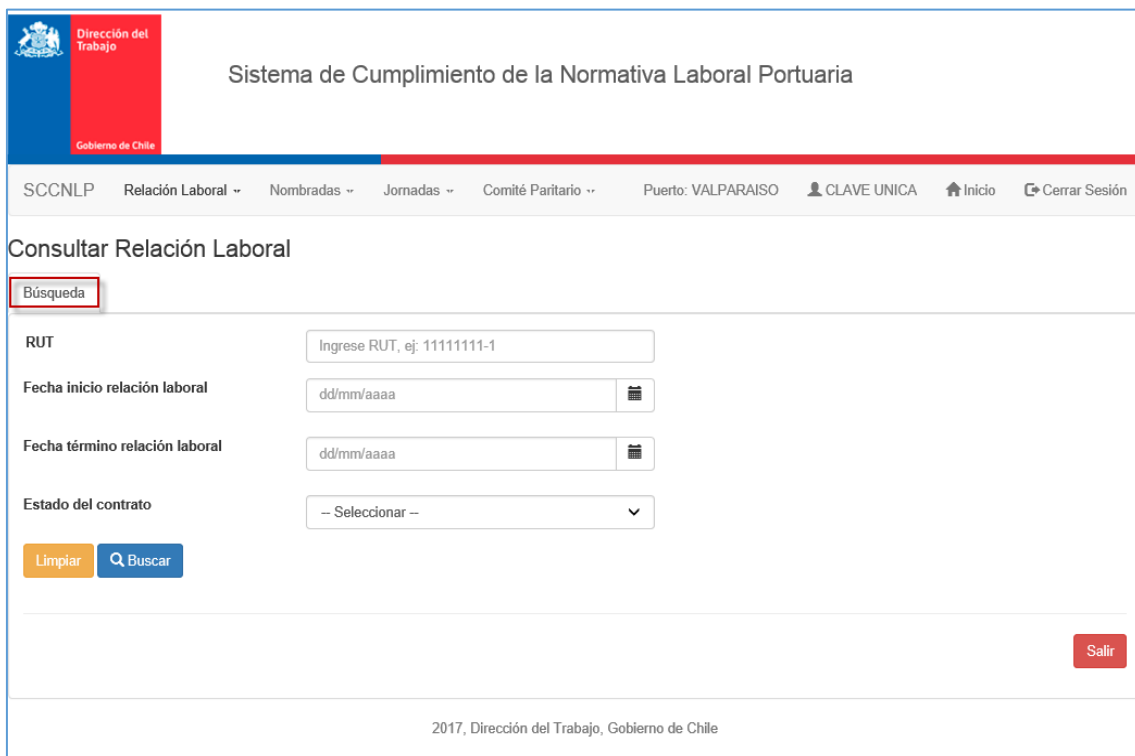 Dirección del
Trabajo
Gobierno de Chile
Sistema de Cumplimiento de la Normativa Laboral Portuaria
SCCNLP Relación Laboral Nombradas Jornadas Comité Paritario Puerto: VALPARAISO CLAVE UNICA Inicio Cerrar Sesión
Consultar Relación Laboral
Búsqueda
RUT Ingrese RUT, ej: 11111111-1
Fecha inicio relación laboral dd/mm/aaaa
Fecha término relación laboral dd/mm/aaaa
Estado del contrato -- Seleccionar --
Limpiar Buscar
Salir
2017, Dirección del Trabajo, Gobierno de Chile